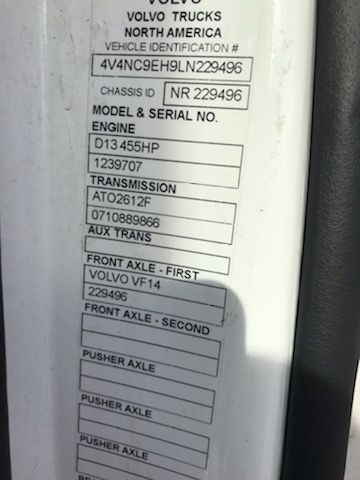 VOLVO
VOLVO TRUCKS
NORTH AMERICA
VEHICLE IDENTIFICATION #
4V4NC9EH9LN229496
CHASSIS ID NR 229496
MODEL & SERIAL NO.
ENGINE
D13 455HP
1239707
TRANSMISSION
ATO2612F
0710889866
AUX TRANS
FRONT AXLE - FIRST
VOLVO VF14
229496
FRONT AXLE - SECOND
PUSHER AXLE
PUSHER AXLE
PUSHER AXLE